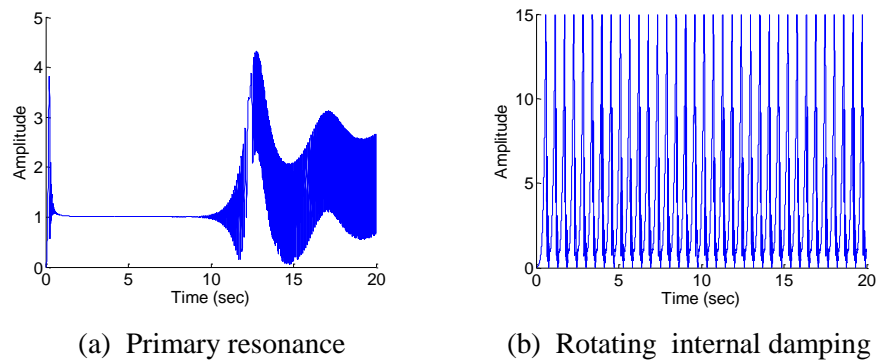 5
4
3
2
1
0
Amplitude
0 5 10 15 20
Time (sec)
(a) Primary resonance
15
10
5
0
Amplitude
0 5 10 15 20
Time (sec)
(b) Rotating internal damping